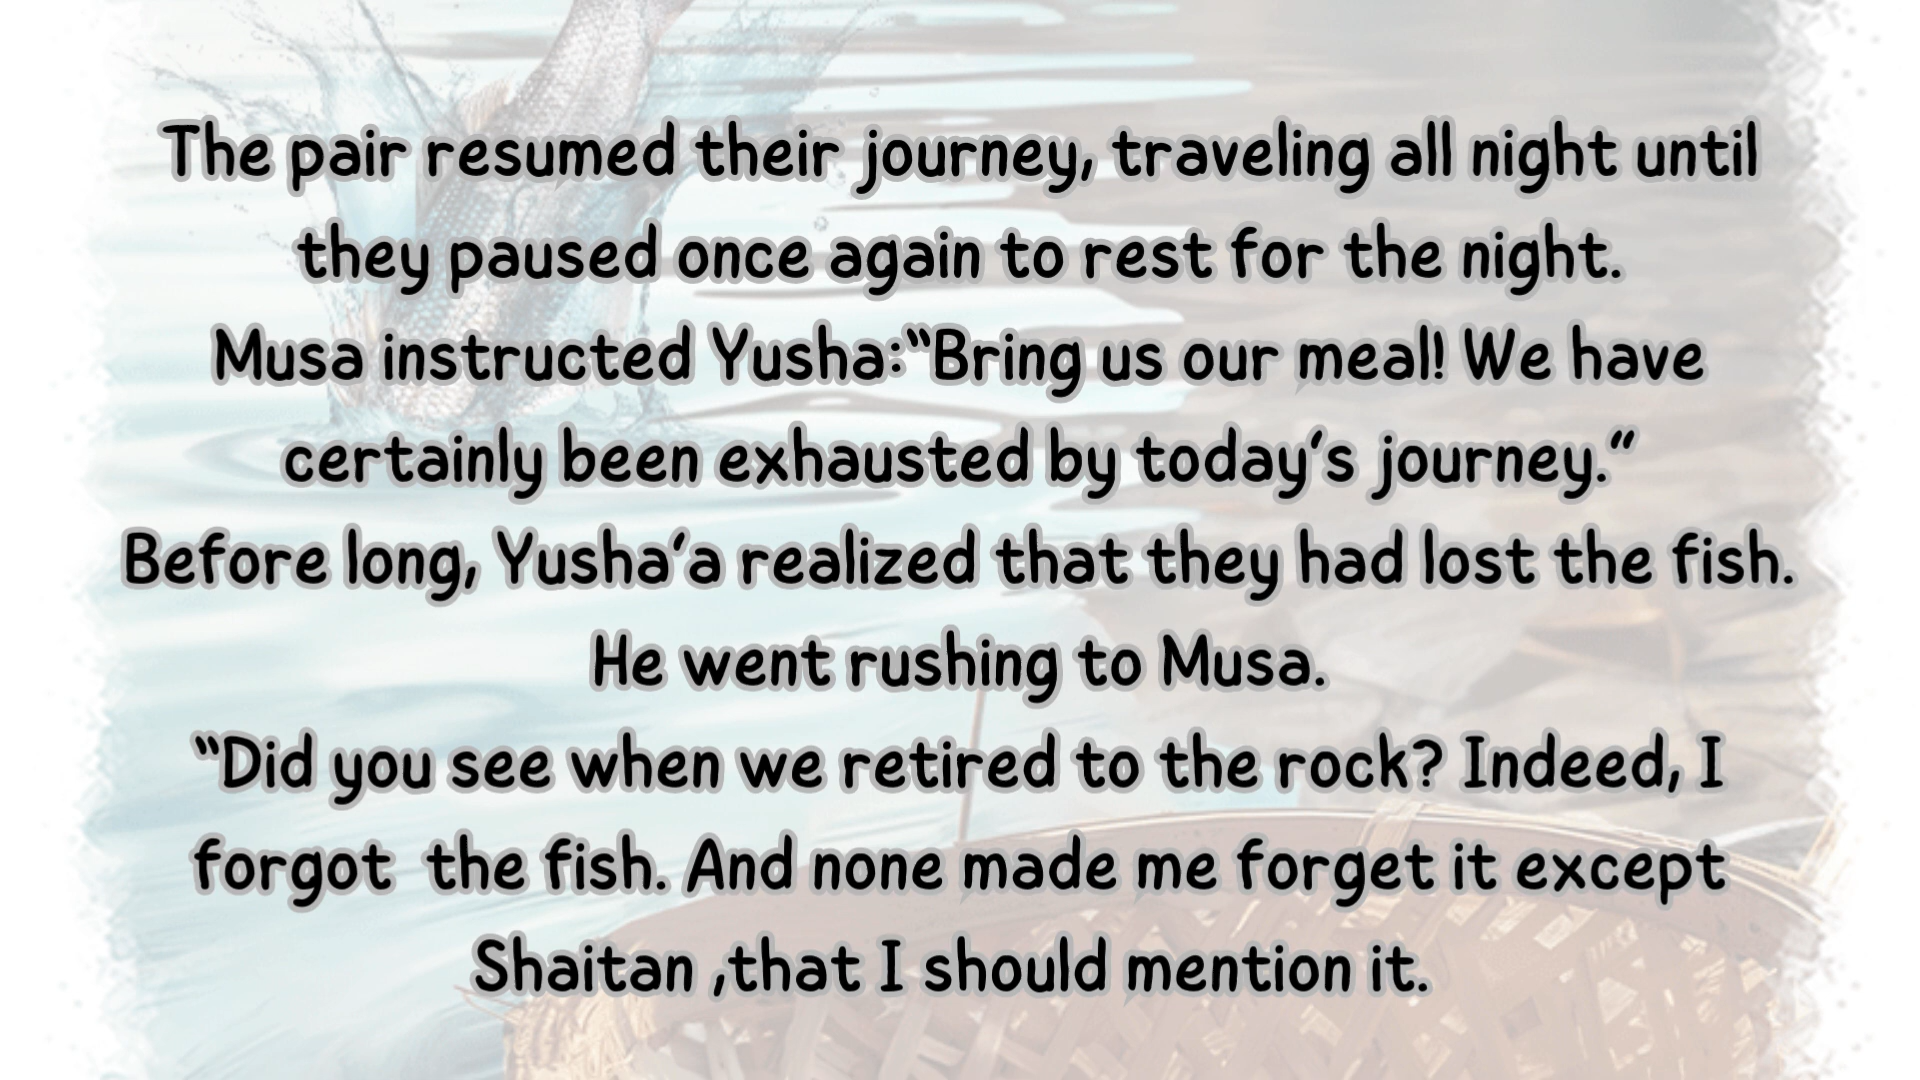 The pair resumed their journey, traveling all night until
they paused once again to rest for the night.
Musa instructed Yusha:“Bring us our meal! We have
certainly been exhausted by today‘s journey.”
Before long, Yusha‘a realized that they had lost the fish.
He went rushing to Musa.
“Did you see when we retired to the rock? Indeed, I
forgot  the fish. And none made me forget it except
Shaitan ,that I should mention it.